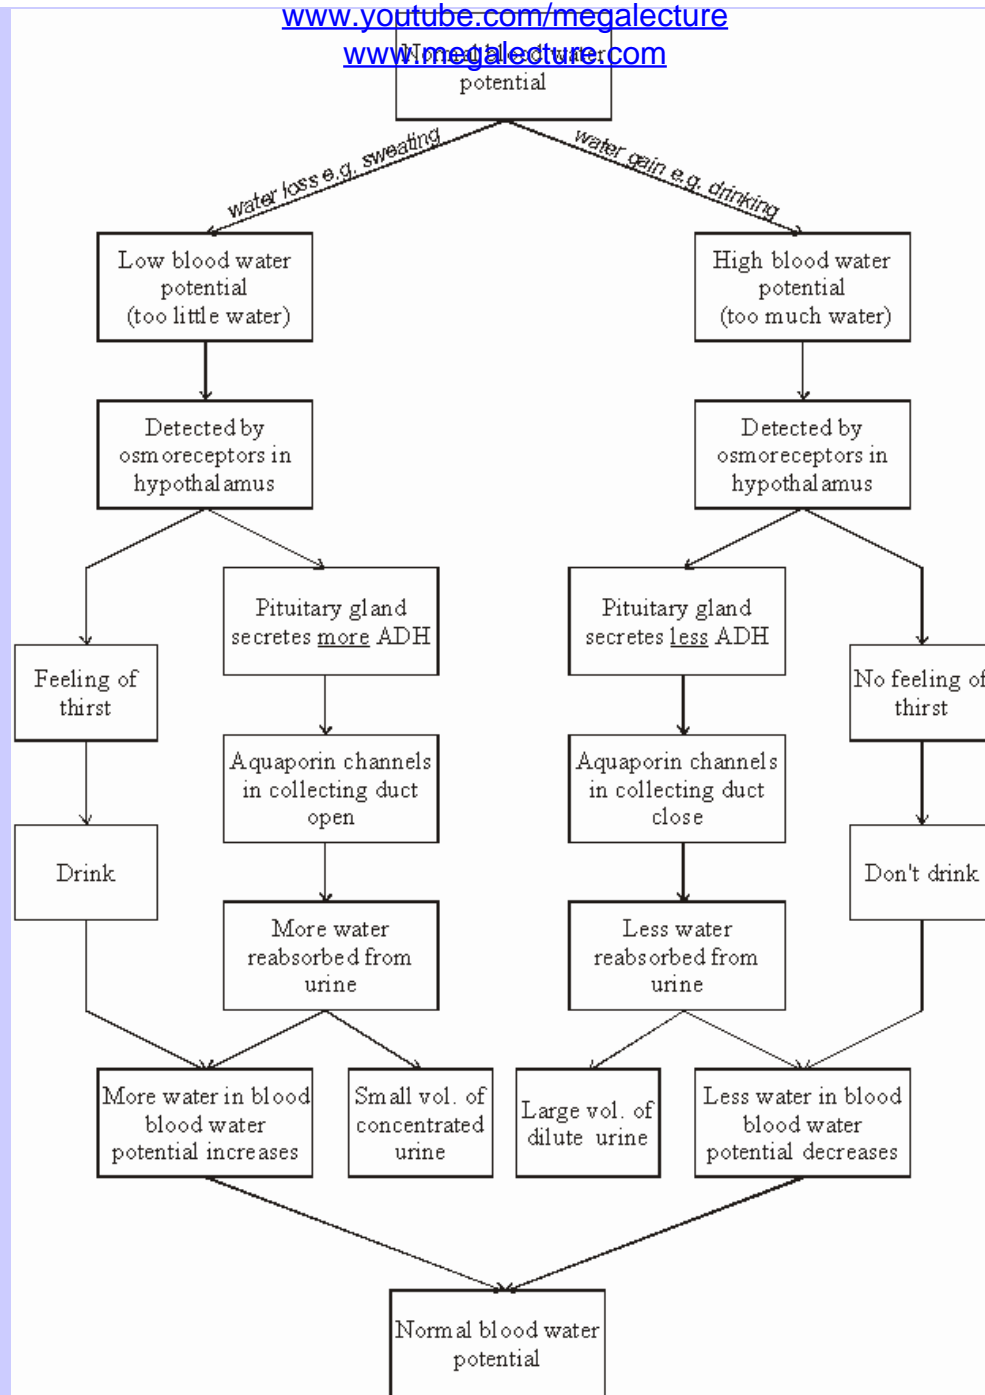 www.youtube.com/megalecture
www.megalecture.com
Normal blood water
potential
water loss e.g. sweating
water gain e.g. drinking
Low blood water
potential
(too little water)
High blood water
potential
(too much water)
Detected by
osmoreceptors in
hypothalamus
Detected by
osmoreceptors in
hypothalamus
Feeling of
thirst
Pituitary gland
secretes more ADH
Pituitary gland
secretes less ADH
No feeling of
thirst
Aquaporin channels
in collecting duct
open
Aquaporin channels
in collecting duct
close
Drink
Don't drink
More water
reabsorbed from
urine
Less water
reabsorbed from
urine
More water in blood
blood water
potential increases
Small vol. of
concentrated
urine
Large vol. of
dilute urine
Less water in blood
blood water
potential decreases
Normal blood water
potential